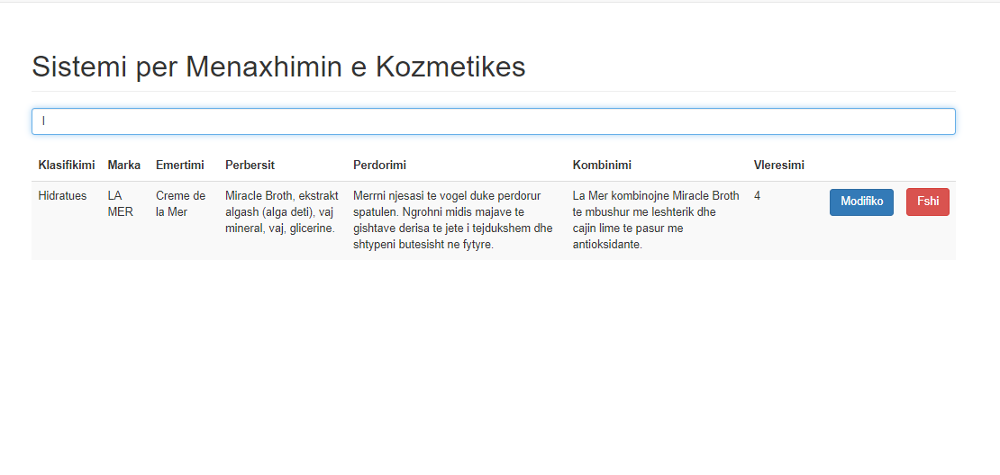 Sistemi per Menaxhimin e Kozmetikes
l
Klasifikimi Marka Emertimi Perbersit Perdorimi Kombinimi Vleresimi
Hidratues
LA
MER
Creme de
la Mer
Miracle Broth, ekstrakt
algash (alga deti), vaj
mineral, vaj, glicerine.
Merrni njesasi te vogel duke perdorur
spatulen. Ngrohni midis majave te
gishtave derisa te jete i tejdukshem dhe
shtypeni butesisht ne fytyre.
La Mer kombinojne Miracle Broth
te mbushur me leshterik dhe
cajin lime te pasur me
antioksidante.
4
Modifiko
Fshi